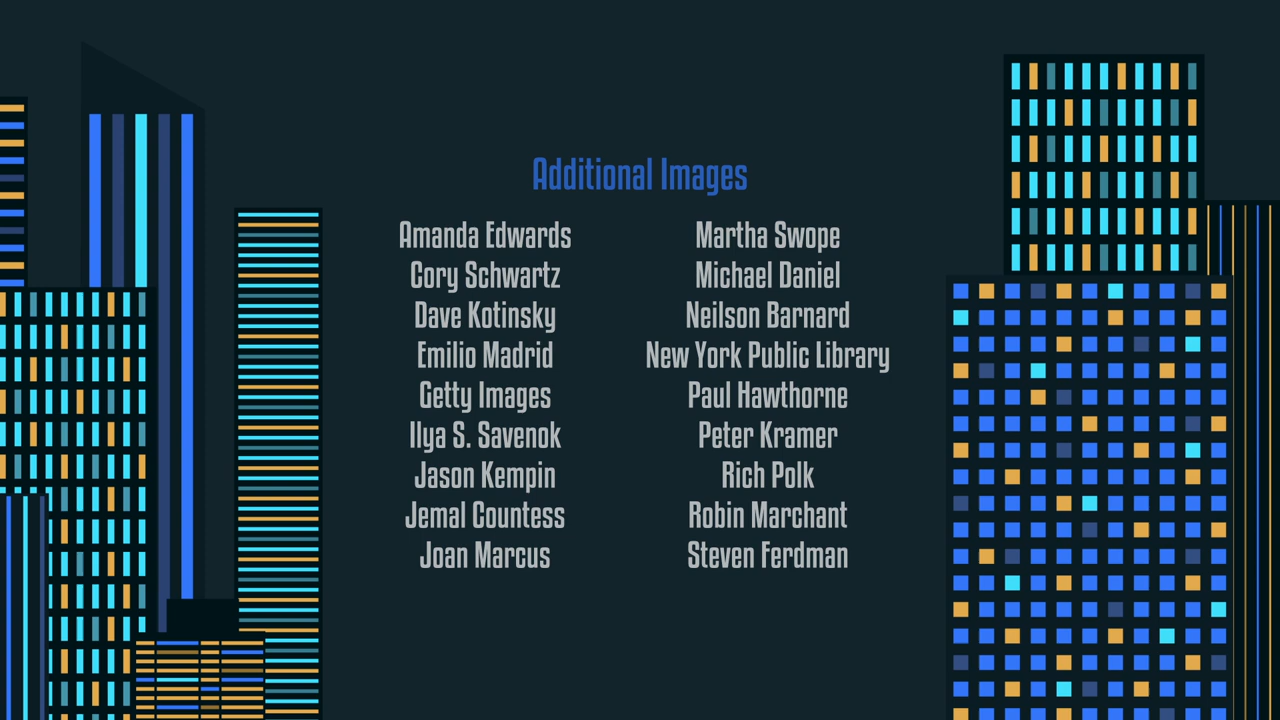 Additional Images
Amanda Edwards
Cory Schwartz
Dave Kotinsky
Emilio Madrid
Getty Images
Ilya S. Savenok
Jason Kempin
Jemal Countess
Joan Marcus
Martha Swope
Michael Daniel
Neilson Barnard
New York Public Library
Paul Hawthorne
Peter Kramer
Rich Polk
Robin Marchant
Steven Ferdman